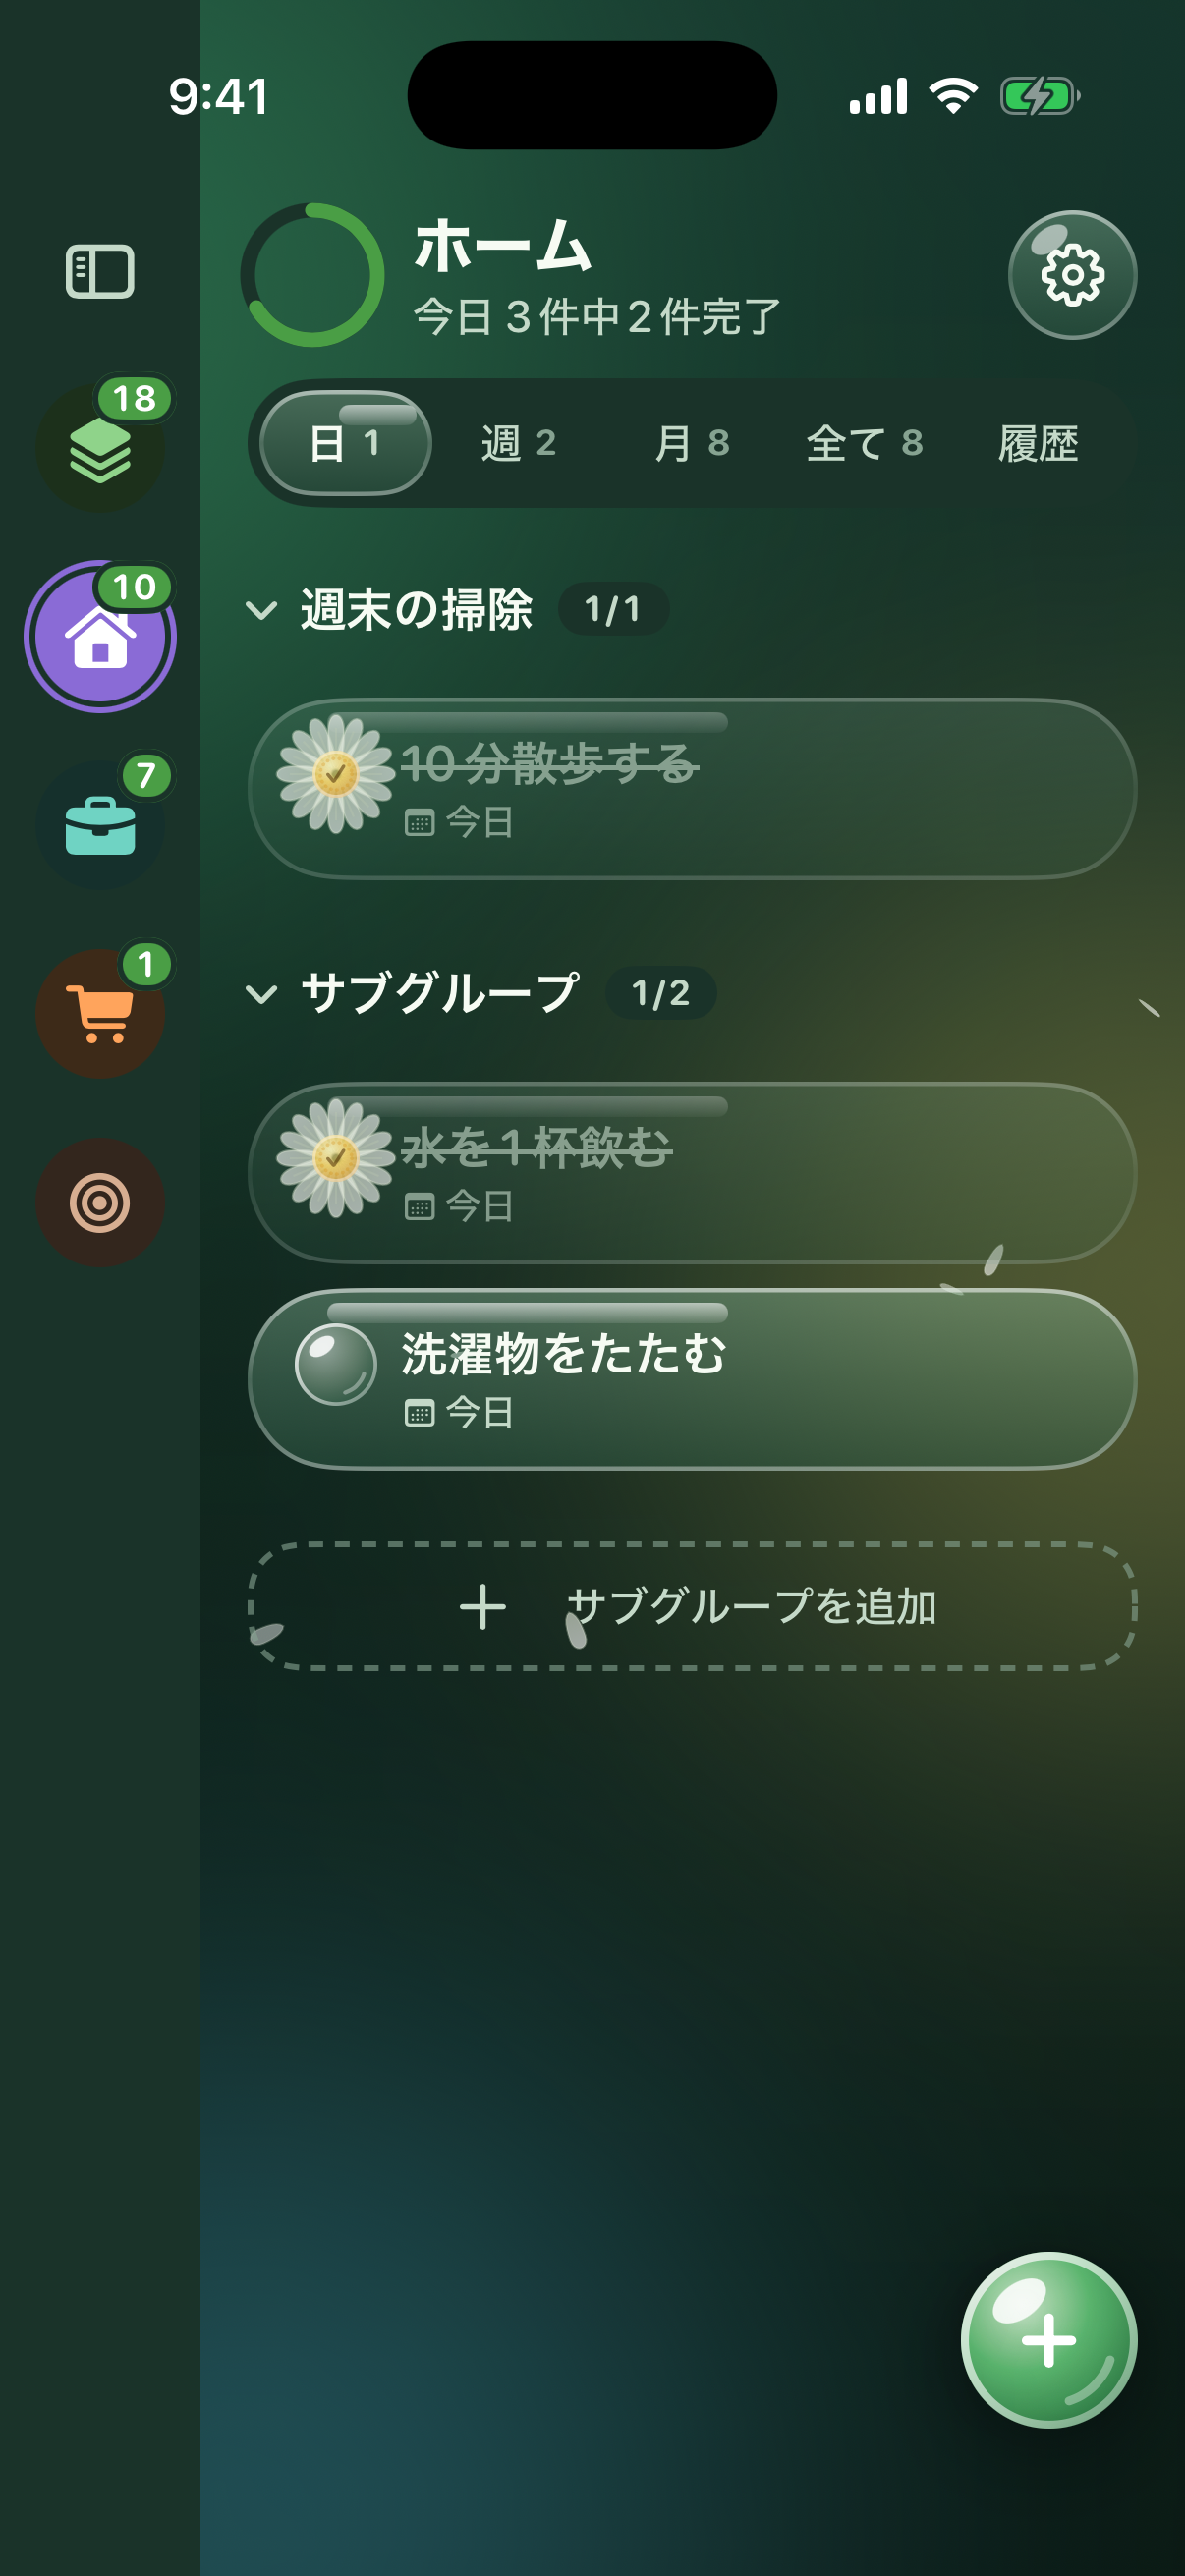 9:41
ホーム
今日 3 件中 2 件完了
18
日 1 週 2 月 8 全て 8 履歴
10
週末の掃除 1/1
7
10 分散歩する
今日
1
サブグループ 1/2
水を 1 杯飲む
今日
洗濯物をたたむ
今日
サブグループを追加